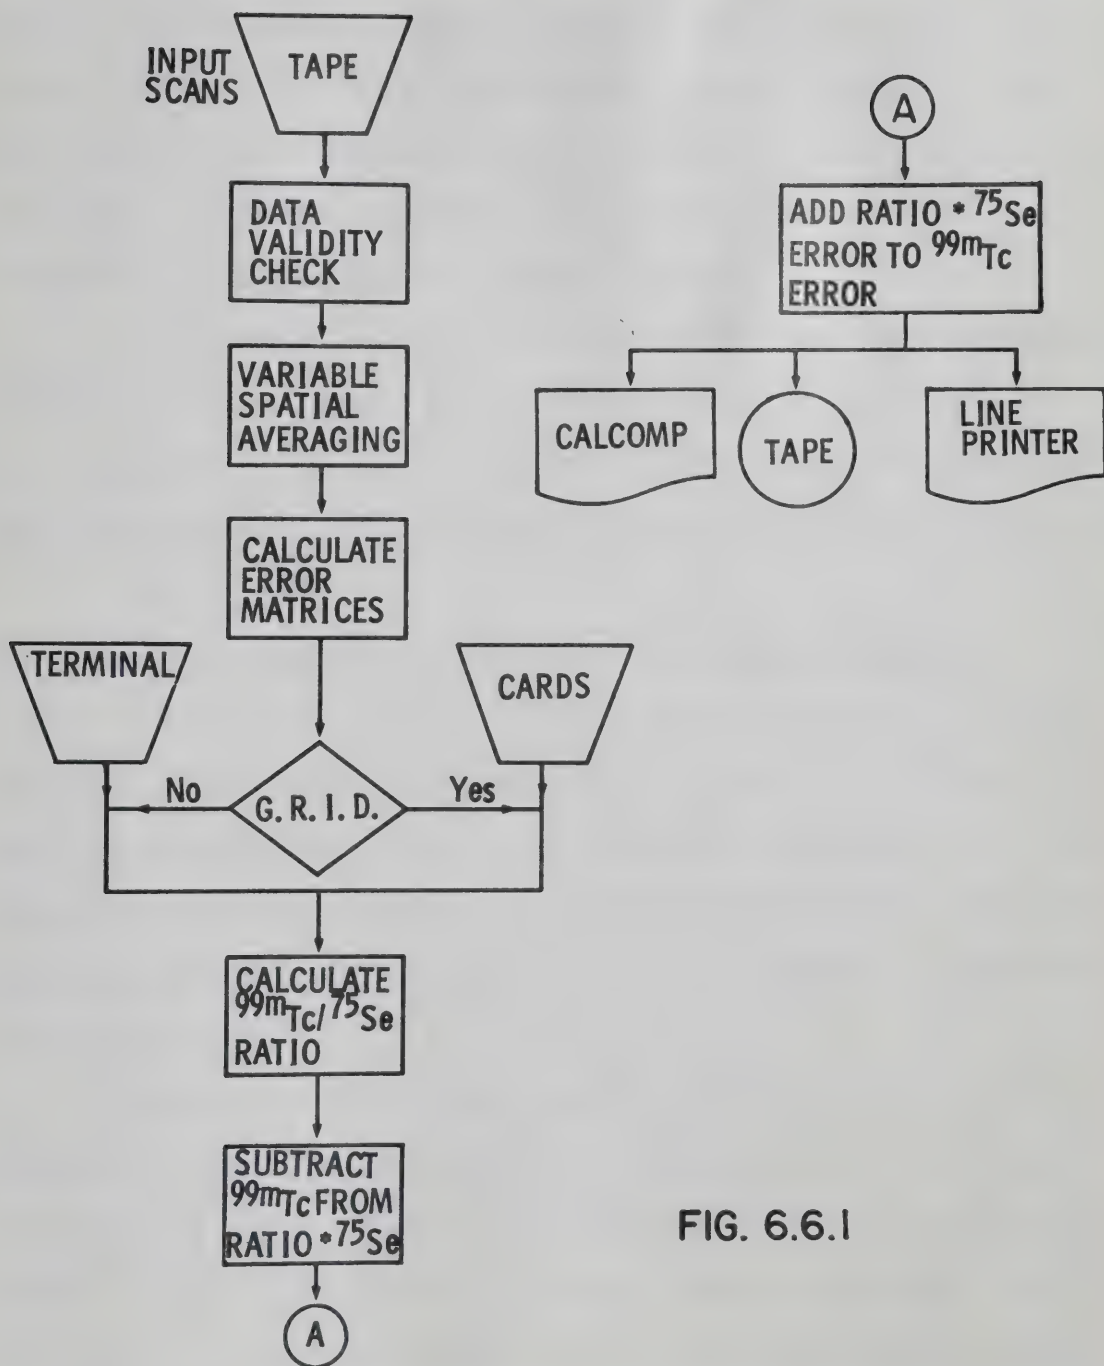 INPUT
SCANS
TAPE
DATA
VALIDITY
CHECK
VARIABLE
SPATIAL
AVERAGING
CALCULATE
ERROR
MATRICES
TERMINAL
CARDS
No
G. R. I. D.
Yes
CALCULATE
99mTc/ 75Se
RATIO
SUBTRACT
99mTc FROM
RATIO * 75Se
A
A
ADD RATIO * 75Se
ERROR TO 99mTc
ERROR
CALCOMP
TAPE
LINE
PRINTER
FIG. 6.6.1